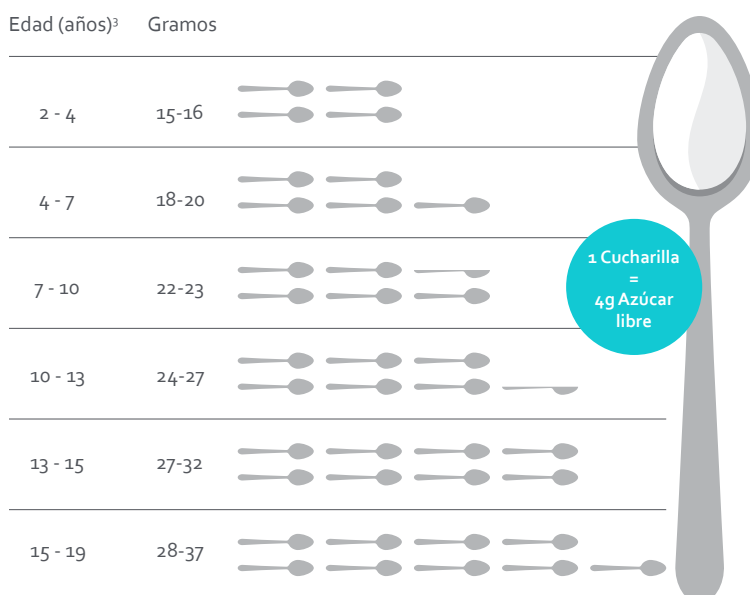 Edad (años)³ Gramos
2 - 4 15-16
4 - 7 18-20
7 - 10 22-23
10 - 13 24-27
13 - 15 27-32
15 - 19 28-37
1 Cucharilla
=
4g Azúcar
libre